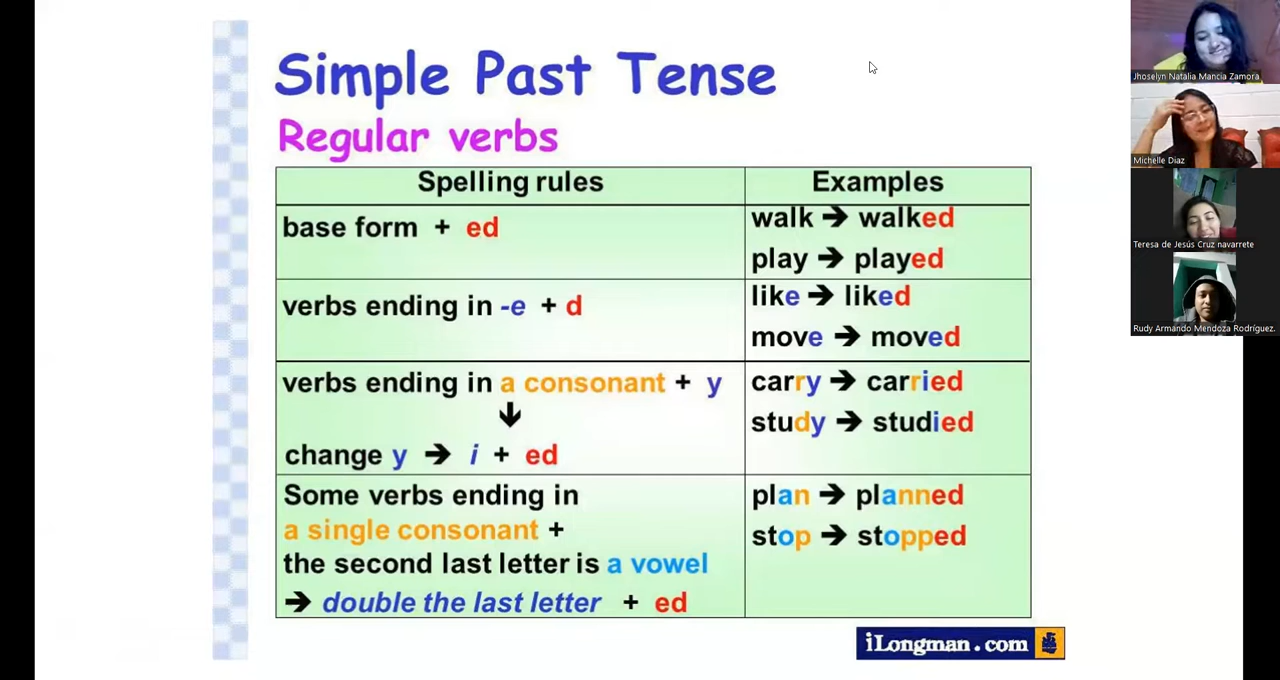 Simple Past Tense
Regular verbs
Spelling rules
Examples
base form + ed
walk → walked
play → played
verbs ending in -e + d
like → liked
move → moved
verbs ending in a consonant + y
↓
change y → i + ed
carry → carried
study → studied
Some verbs ending in
a single consonant +
the second last letter is a vowel
→ double the last letter + ed
plan → planned
stop → stopped
iLongman.com
Jhoselyn Natalia Mancia Zamora
Michelle Diaz
Teresa de Jesús Cruz navarrete
Rudy Armando Mendoza Rodríguez.